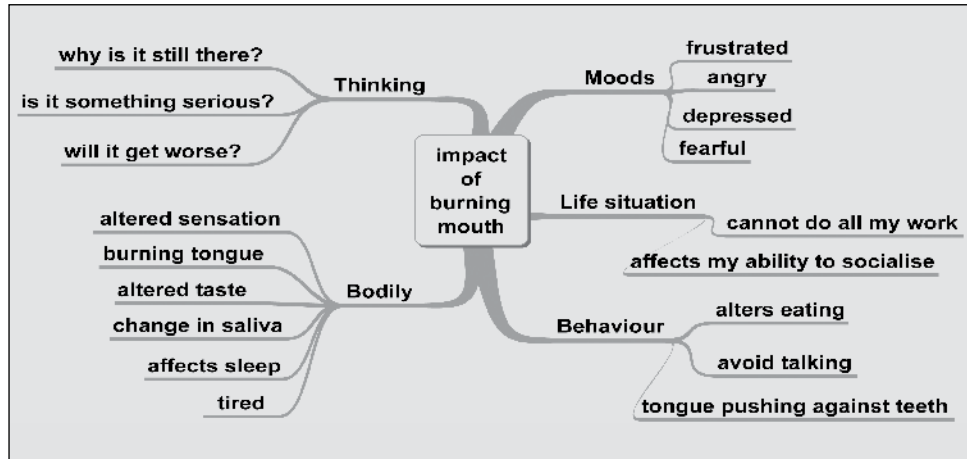 impact
of
burning
mouth
Thinking
why is it still there?
is it something serious?
will it get worse?
Moods
frustrated
angry
depressed
fearful
Life situation
cannot do all my work
affects my ability to socialise
Bodily
altered sensation
burning tongue
altered taste
change in saliva
affects sleep
tired
Behaviour
alters eating
avoid talking
tongue pushing against teeth